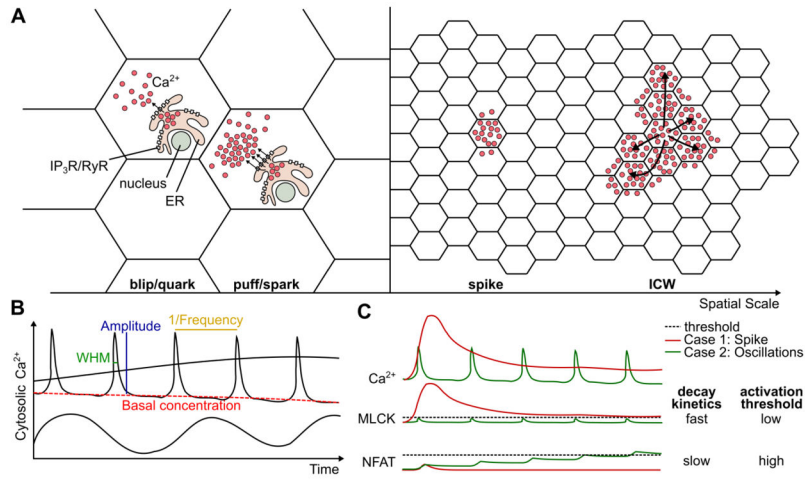 A
Ca2+
IP3R/RyR
nucleus
ER
blip/quark
puff/spark
spike
ICW
Spatial Scale
B
Amplitude
1/Frequency
WHM
Basal concentration
Cytosolic Ca2+
Time
C
threshold
Case 1: Spike
Case 2: Oscillations
Ca2+
decay kinetics
activation threshold
MLCK
fast
low
NFAT
slow
high